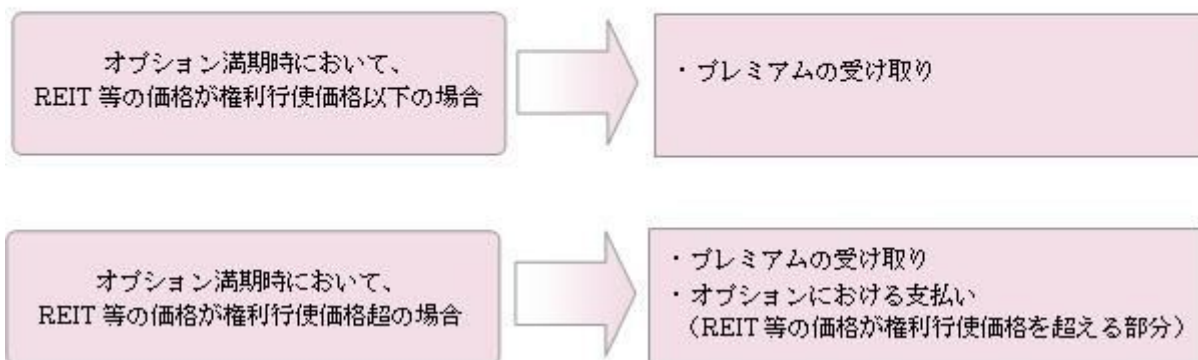 オプション満期時において、
REIT 等の価格が権利行使価格以下の場合
・プレミアムの受け取り
オプション満期時において、
REIT 等の価格が権利行使価格超の場合
・プレミアムの受け取り
・オプションにおける支払い
（REIT 等の価格が権利行使価格を超える部分）